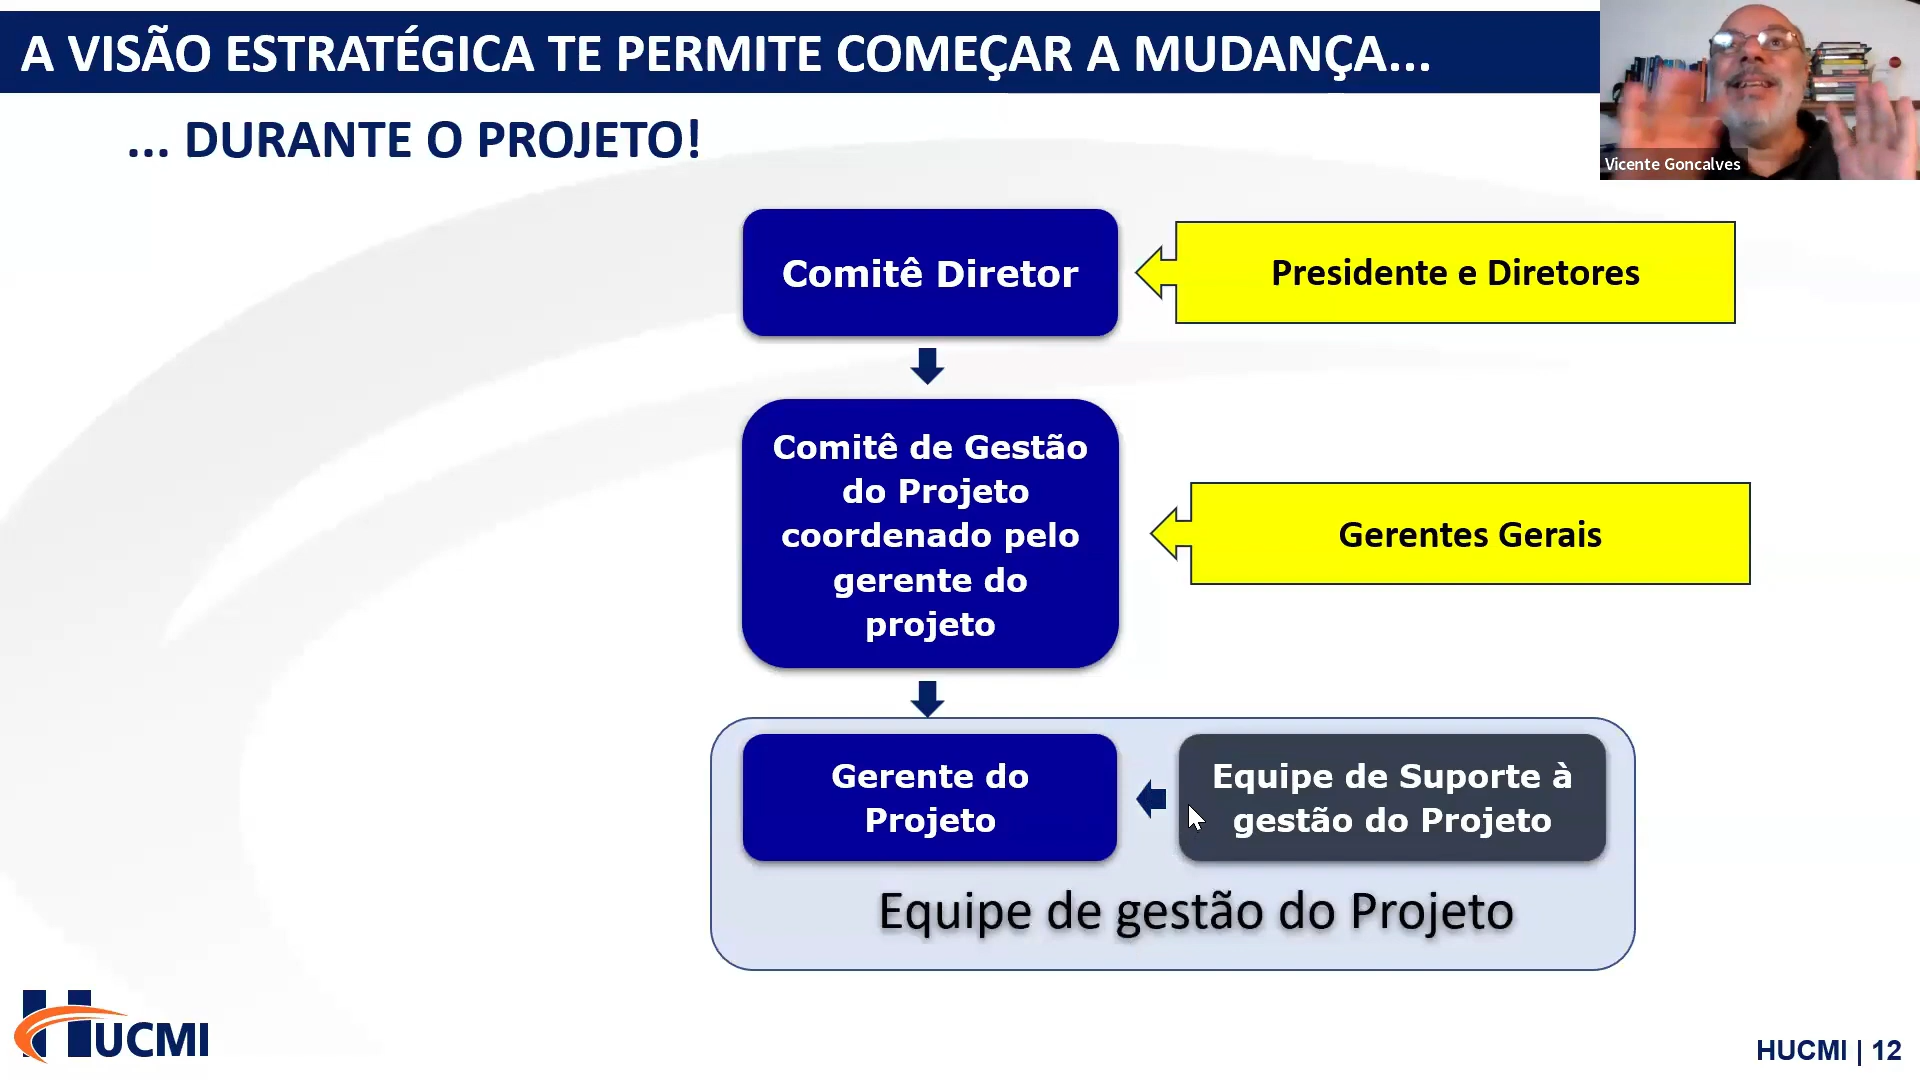 A VISÃO ESTRATÉGICA TE PERMITE COMEÇAR A MUDANÇA...
... DURANTE O PROJETO!
Vicente Goncalves
Comitê Diretor
Presidente e Diretores
Comitê de Gestão
do Projeto
coordenado pelo
gerente do
projeto
Gerentes Gerais
Gerente do
Projeto
Equipe de Suporte à
gestão do Projeto
Equipe de gestão do Projeto
HUCMI
HUCMI | 12